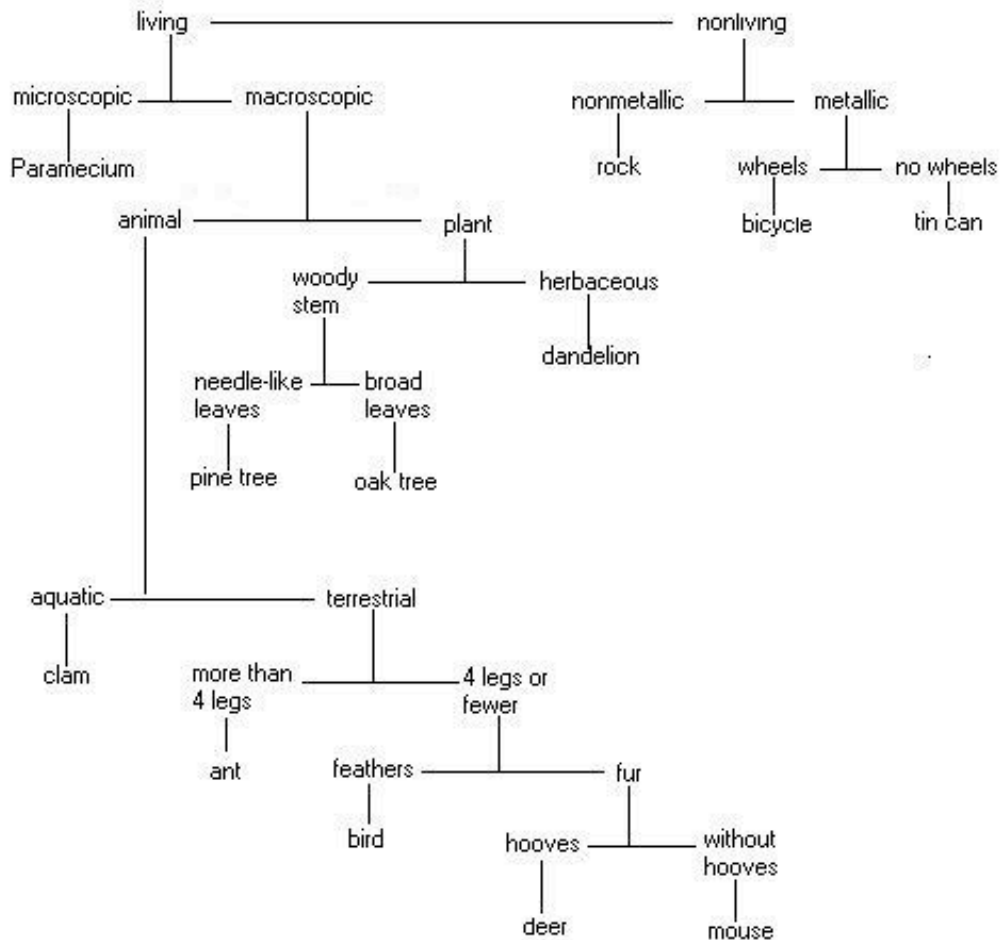 living nonliving
microscopic macroscopic nonmetallic metallic
Paramecium rock wheels no wheels
animal plant bicycle tin can
woody
stem
herbaceous
dandelion
needle-like
leaves
broad
leaves
pine tree oak tree
aquatic terrestrial
clam
more than
4 legs
4 legs or
fewer
ant feathers fur
bird
hooves
without
hooves
deer mouse